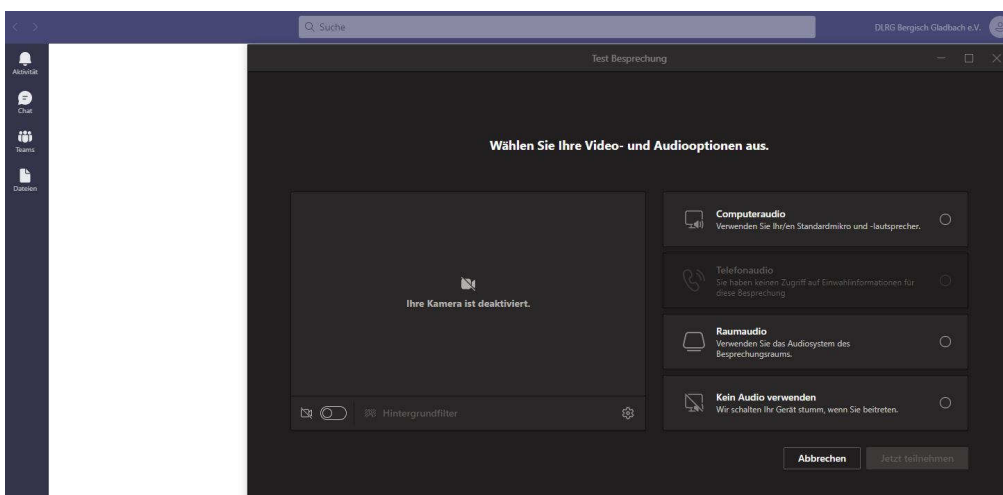 Suche
DLRG Bergisch Gladbach e.V.
Aktivität
Chat
Teams
Dateien
Test Besprechung
Wählen Sie Ihre Video- und Audiooptionen aus.
Ihre Kamera ist deaktiviert.
Hintergrundfilter
Computeraudio
Verwenden Sie Ihr/en Standardmikro und -lautsprecher.
Telefonaudio
Sie haben keinen Zugriff auf Einwahlinformationen für
diese Besprechung
Raumaudio
Verwenden Sie das Audiosystem des
Besprechungsraums.
Kein Audio verwenden
Wir schalten Ihr Gerät stumm, wenn Sie beitreten.
Abbrechen
Jetzt teilnehmen